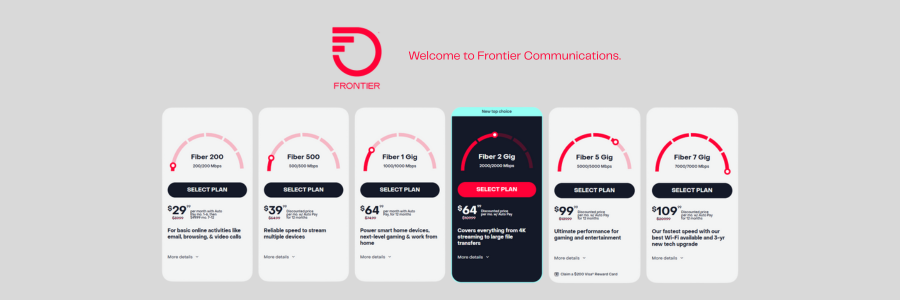 FRONTIER
Welcome to Frontier Communications.
Fiber 200
200/200 Mbps
SELECT PLAN
$29.99
per month with Auto
For basic online activities like
email, browsing, & video calls
More details
Fiber 500
500/500 Mbps
SELECT PLAN
$39.99
Discounted price
per mo. w/ Auto Pay
for 12 months
Reliable speed to stream
multiple devices
More details
Fiber 1 Gig
1000/1000 Mbps
SELECT PLAN
$64.99
per month with Auto
Pay for 12 months
Power smart home devices,
next-level gaming & work from
home
More details
New top choice
Fiber 2 Gig
2000/2000 Mbps
SELECT PLAN
$64.99
Discounted price
per mo. w/ Auto Pay
Covers everything from 4K
streaming to large file
transfers
More details
Fiber 5 Gig
5000/5000 Mbps
SELECT PLAN
$99.99
Discounted price
per mo. w/ Auto Pay
for 12 months
Ultimate performance for
gaming and entertainment
More details
Claim a $200 Visa® Reward Card
Fiber 7 Gig
7000/7000 Mbps
SELECT PLAN
$109.99
Discounted price
per mo. w/ Auto Pay
for 12 months
Our fastest speed with our
best Wi-Fi available and 3-yr
new tech upgrade
More details